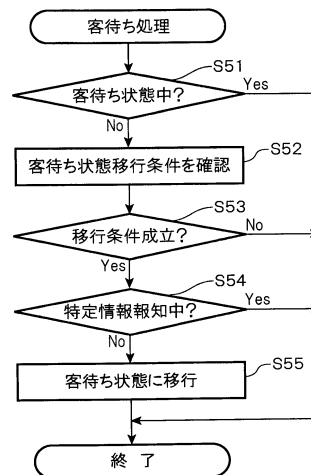 客待ち処理
S51
客待ち状態中?
Yes
No
S52
客待ち状態移行条件を確認
S53
移行条件成立?
No
Yes
S54
特定情報報知中?
Yes
No
S55
客待ち状態に移行
終了